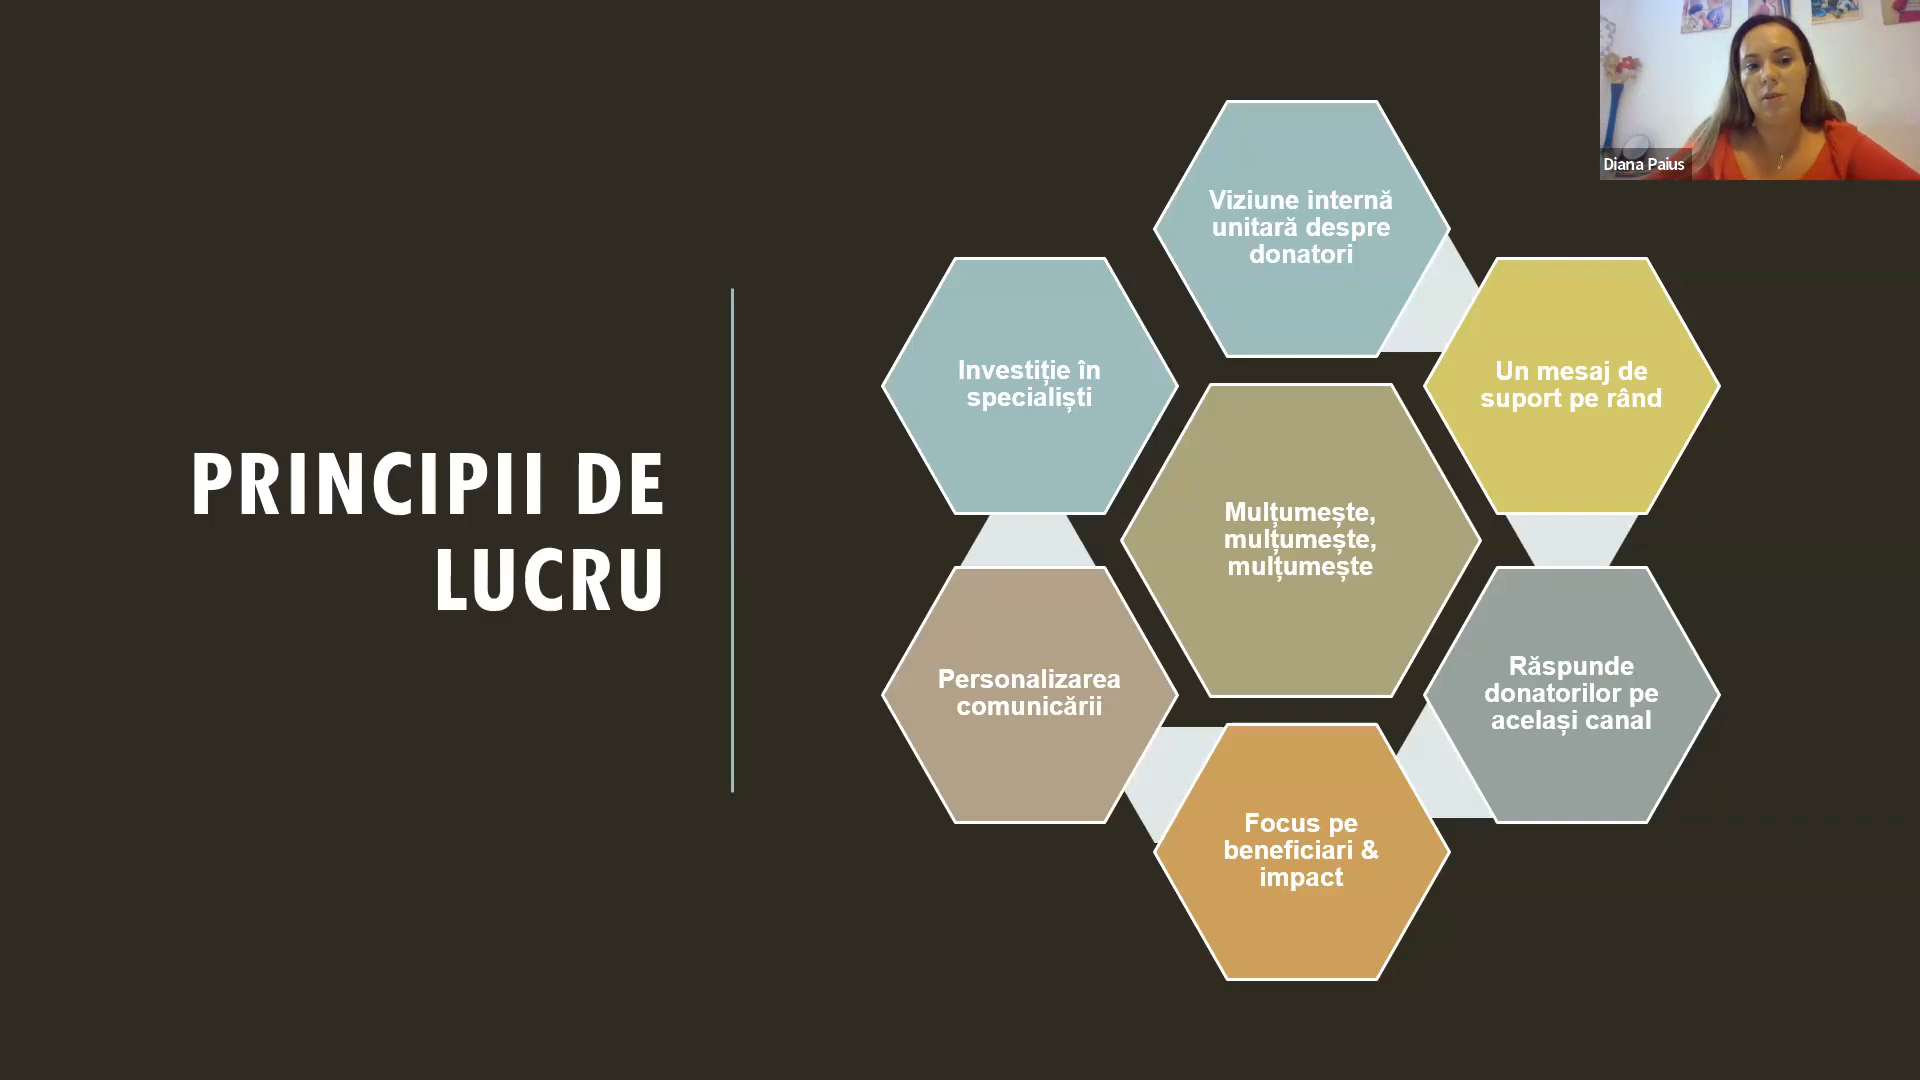 PRINCIPII DE
LUCRU
Viziune internă
unitară despre
donatori
Un mesaj de
suport pe rând
Răspunde
donatorilor pe
același canal
Focus pe
beneficiari &
impact
Personalizarea
comunicării
Investiție în
specialiști
Mulțumește,
mulțumește,
mulțumește
Diana Paius